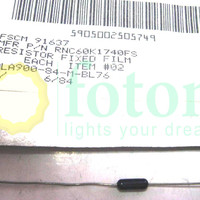 5905002505749
FSCM 91637
MFR P/N RNC60K1740FS
RESISTOR FIXED FILM
EACH ITEM #02
LA900-84-M-BL76
6/84
foton
lights your dream